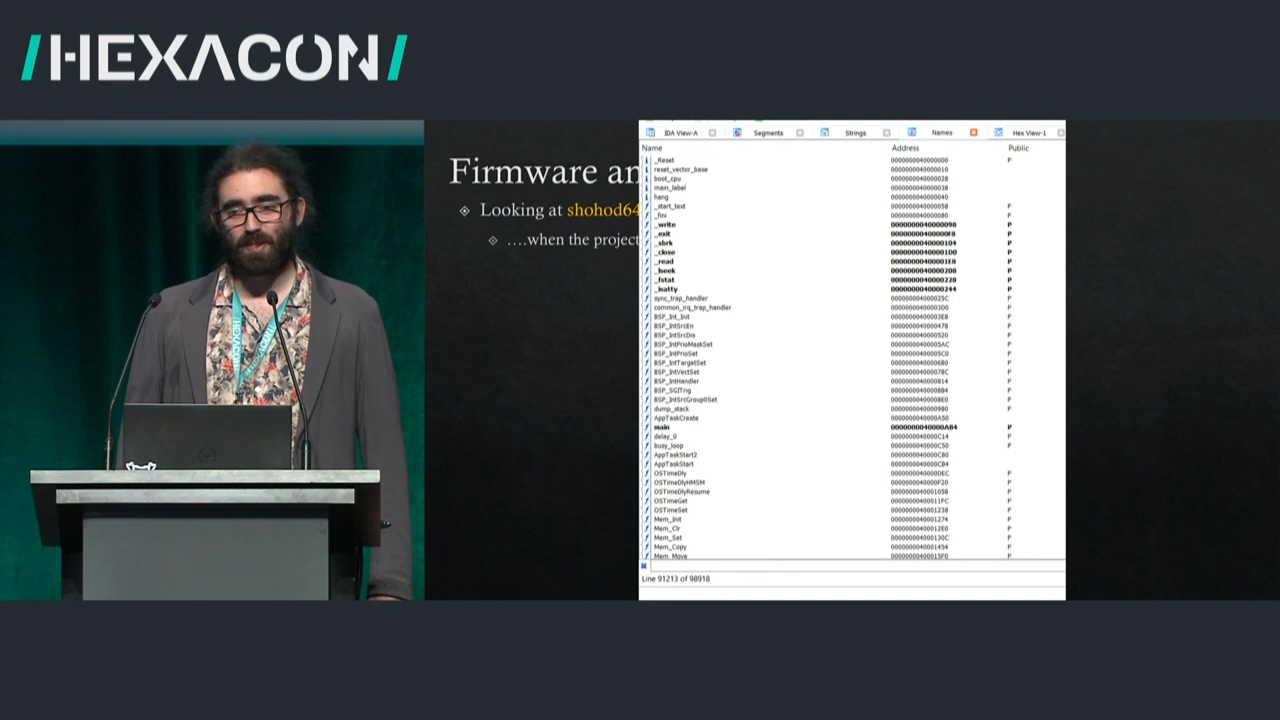 /HEXACON/
Firmware an
Looking at shohod64
....when the project
IDA View-A Segments Strings Names Hex View-1
Name Address Public
_Reset 0000000040000000 P
reset_vector_base 0000000040000010
boot_cpu 0000000040000028
main_label 0000000040000038
hang 0000000040000040
_start_text 0000000040000058 P
_fini 0000000040000080 P
_write 0000000040000098 P
_exit 00000000400000F8 P
_sbrk 0000000040000104 P
_close 00000000400001D0 P
_read 00000000400001E8 P
_lseek 0000000040000208 P
_fstat 0000000040000228 P
_isatty 0000000040000244 P
sync_trap_handler 000000004000025C P
common_irq_trap_handler 00000000400003D0 P
BSP_Int_Init 00000000400003E8 P
BSP_IntSrcEn 0000000040000478 P
BSP_IntSrcDis 0000000040000520 P
BSP_IntPrioMaskSet 00000000400005AC P
BSP_IntPrioSet 00000000400005C0 P
BSP_IntTargetSet 0000000040000680 P
BSP_IntVectSet 000000004000078C P
BSP_IntHandler 0000000040000814 P
BSP_SGITrig 0000000040000884 P
BSP_IntSrcGroup0Set 00000000400008E0 P
dump_stack 0000000040000980 P
AppTaskCreate 0000000040000A50
main 0000000040000AB4 P
delay_0 0000000040000C14 P
busy_loop 0000000040000C50 P
AppTaskStart2 0000000040000C80
AppTaskStart 0000000040000CB4
OSTimeDly 0000000040000DEC P
OSTimeDlyHMSM 0000000040000F20 P
OSTimeDlyResume 0000000040001058 P
OSTimeGet 00000000400011FC P
OSTimeSet 0000000040001238 P
Mem_Init 0000000040001274 P
Mem_Clr 00000000400012E0 P
Mem_Set 000000004000130C P
Mem_Copy 0000000040001454 P
Mem_Move 00000000400015F0 P
Line 91213 of 98918